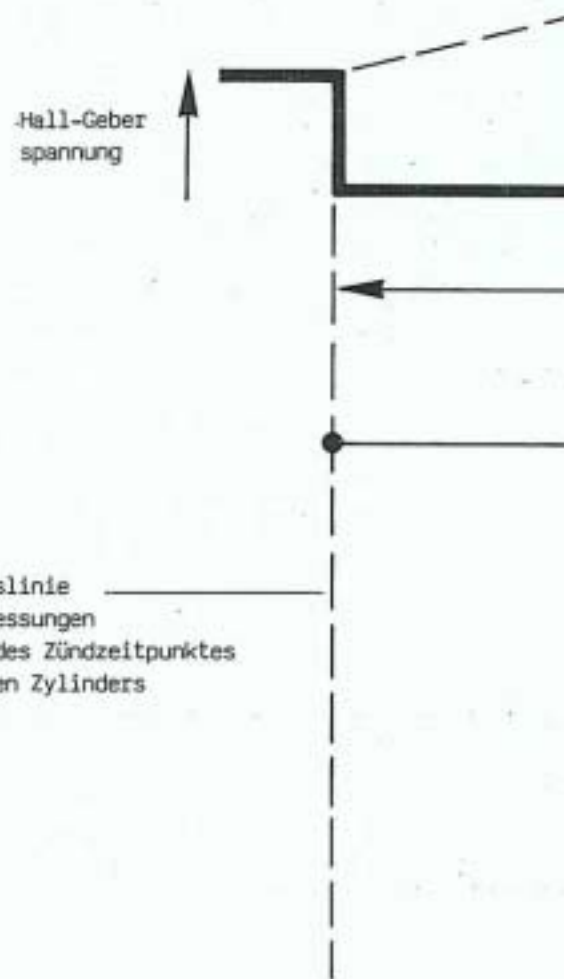 Hall-Geber
spannung
slinie
essungen
des Zündzeitpunktes
en Zylinders